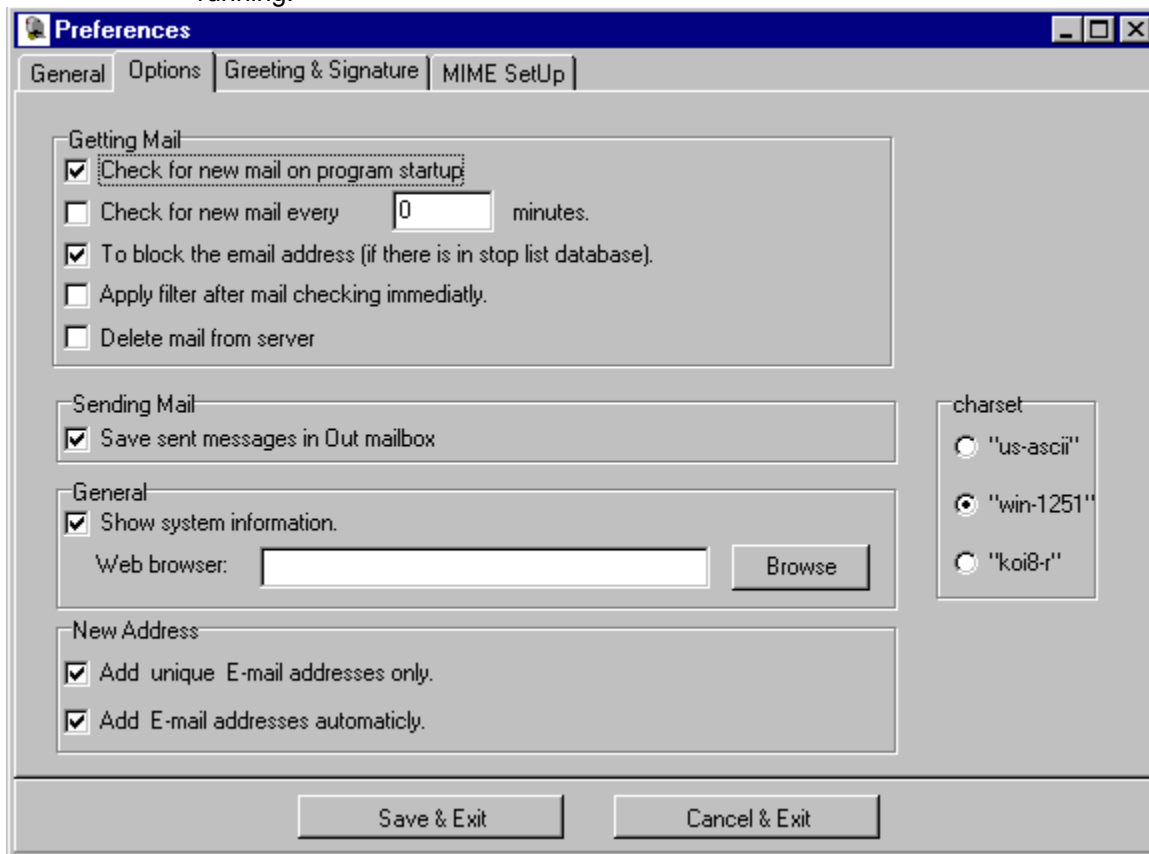 running.
Preferences
General Options Greeting & Signature MIME SetUp
Getting Mail
Check for new mail on program startup
Check for new mail every 0 minutes.
To block the email address (if there is in stop list database).
Apply filter after mail checking immediatly.
Delete mail from server
Sending Mail
Save sent messages in Out mailbox
General
Show system information.
Web browser: Browse
New Address
Add unique E-mail addresses only.
Add E-mail addresses automaticly.
charset
"us-ascii"
"win-1251"
"koi8-r"
Save & Exit Cancel & Exit